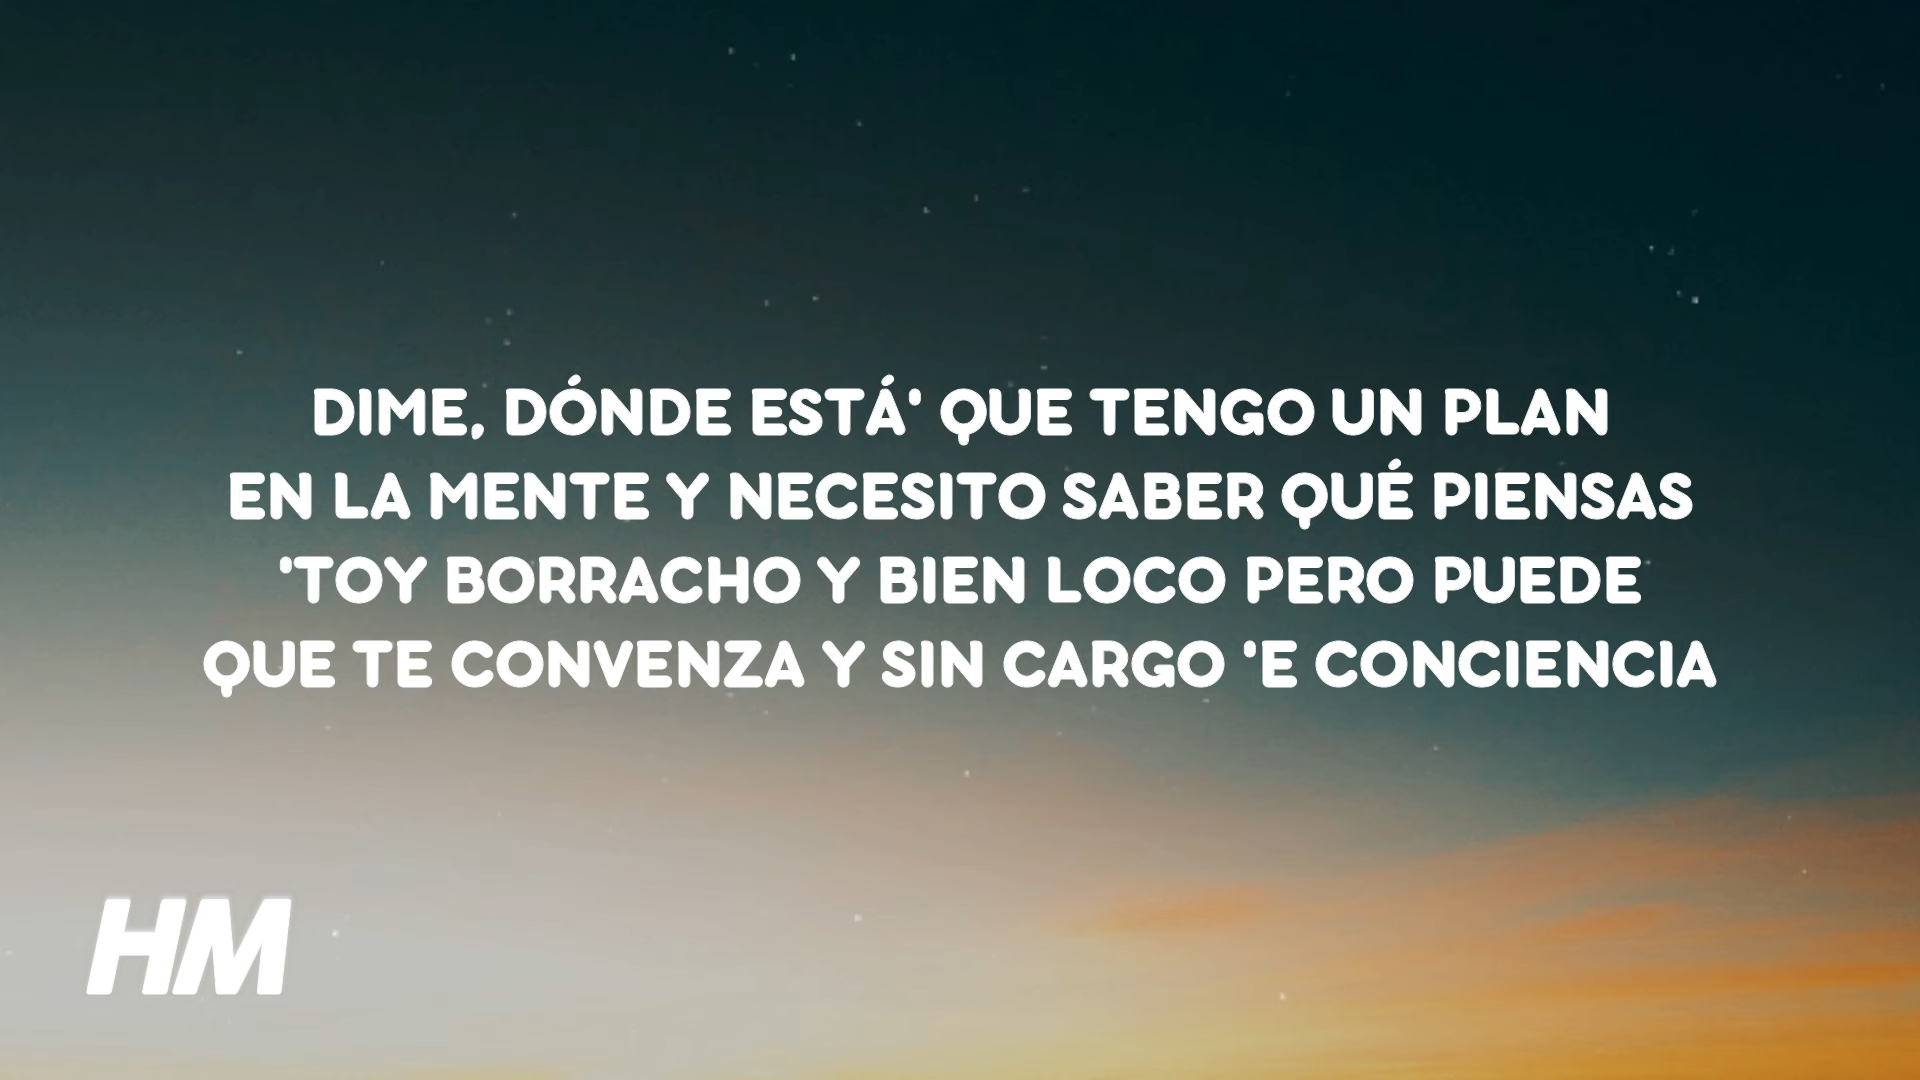 DIME, DÓNDE ESTÁ' QUE TENGO UN PLAN
EN LA MENTE Y NECESITO SABER QUÉ PIENSAS
'TOY BORRACHO Y BIEN LOCO PERO PUEDE
QUE TE CONVENZA Y SIN CARGO 'E CONCIENCIA
HM